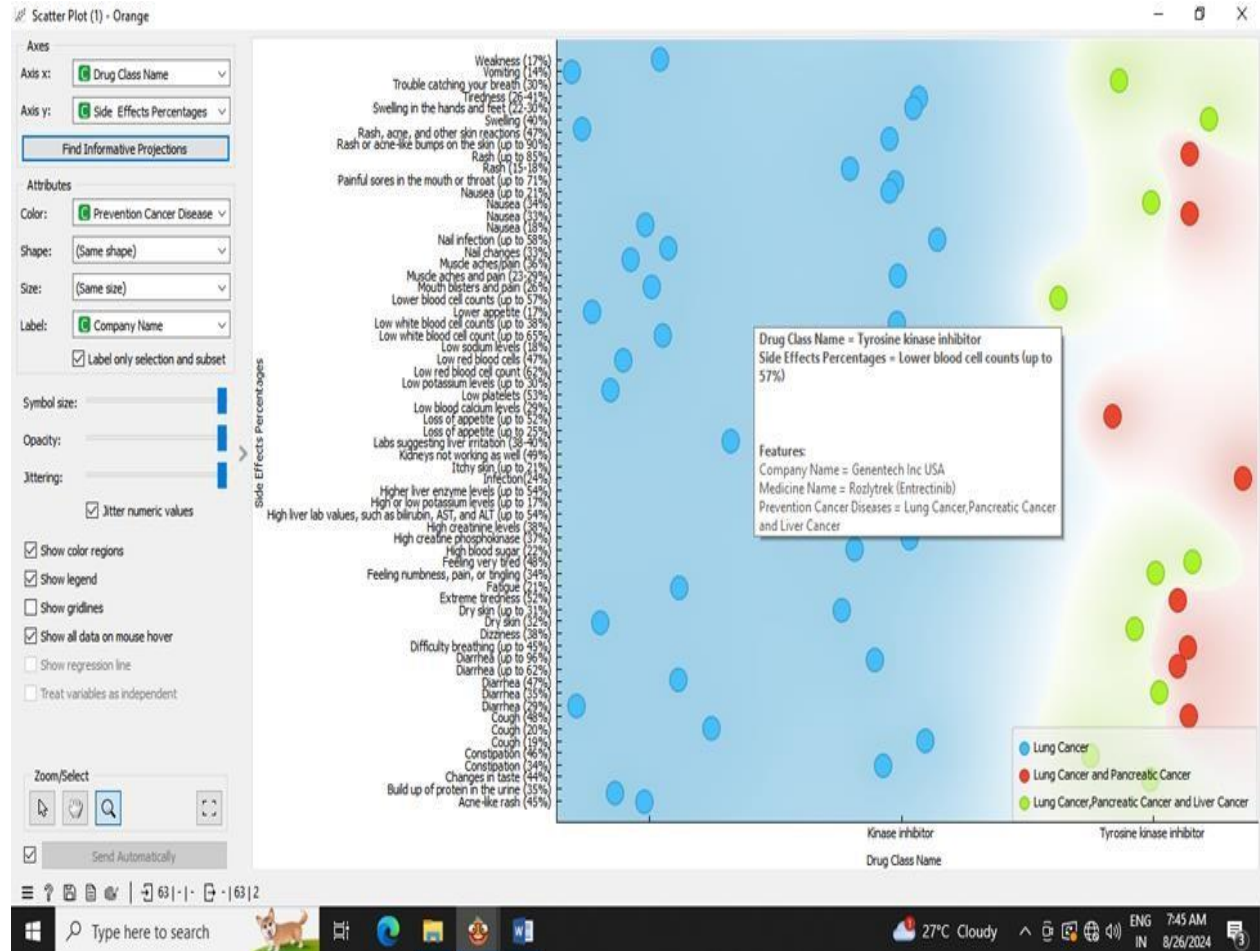 Scatter Plot (1) - Orange
Axes
Axis x: C Drug Class Name
Axis y: C Side Effects Percentages
Find Informative Projections
Attributes
Color: C Prevention Cancer Disease
Shape: (Same shape)
Size: (Same size)
Label: C Company Name
Label only selection and subset
Symbol size:
Opacity:
Jittering:
Jitter numeric values
Show color regions
Show legend
Show gridlines
Show all data on mouse hover
Show regression line
Treat variables as independent
Zoom/Select
Send Automatically
63 | - | - - | 63 | 2
Side Effects Percentages
Weakness (17%)
Vomiting (14%)
Trouble catching your breath (30%)
Tiredness (26-41%)
Swelling in the hands and feet (22-30%)
Swelling (40%)
Rash, acne, and other skin reactions (47%)
Rash or acne-like bumps on the skin (up to 90%)
Rash (up to 85%)
Rash (15-18%)
Painful sores in the mouth or throat (up to 71%)
Nausea (up to 21%)
Nausea (34%)
Nausea (33%)
Nausea (18%)
Nail infection (up to 58%)
Nail changes (33%)
Muscle aches/pain (36%)
Muscle aches and pain (23-29%)
Mouth blisters and pain (26%)
Lower blood cell counts (up to 57%)
Lower appetite (17%)
Low white blood cell counts (up to 38%)
Low white blood cell count (up to 65%)
Low sodium levels (18%)
Low red blood cells (47%)
Low red blood cell count (62%)
Low potassium levels (up to 30%)
Low platelets (53%)
Low blood calcium levels (29%)
Loss of appetite (up to 52%)
Loss of appetite (up to 25%)
Labs suggesting liver irritation (38-40%)
Kidneys not working as well (49%)
Itchy skin (up to 21%)
Infection(24%)
Higher liver enzyme levels (up to 54%)
High or low potassium levels (up to 17%)
High liver lab values, such as bilirubin, AST, and ALT (up to 54%)
High creatinine levels (38%)
High creatine phosphokinase (37%)
High blood sugar (22%)
Feeling very tired (48%)
Feeling numbness, pain, or tingling (34%)
Fatigue (21%)
Extreme tiredness (52%)
Dry skin (up to 31%)
Dry skin (32%)
Dizziness (38%)
Difficulty breathing (up to 45%)
Diarrhea (up to 96%)
Diarrhea (up to 62%)
Diarrhea (47%)
Diarrhea (35%)
Diarrhea (29%)
Cough (48%)
Cough (20%)
Cough (19%)
Constipation (46%)
Constipation (34%)
Changes in taste (44%)
Build up of protein in the urine (35%)
Acne-like rash (45%)
Drug Class Name = Tyrosine kinase inhibitor
Side Effects Percentages = Lower blood cell counts (up to
57%)
Features:
Company Name = Genentech Inc USA
Medicine Name = Rozlytrek (Entrectinib)
Prevention Cancer Diseases = Lung Cancer,Pancreatic Cancer
and Liver Cancer
Lung Cancer
Lung Cancer and Pancreatic Cancer
Lung Cancer,Pancreatic Cancer and Liver Cancer
Kinase inhibitor
Tyrosine kinase inhibitor
Drug Class Name
Type here to search
27°C Cloudy
ENG
IN
7:45 AM
8/26/2024